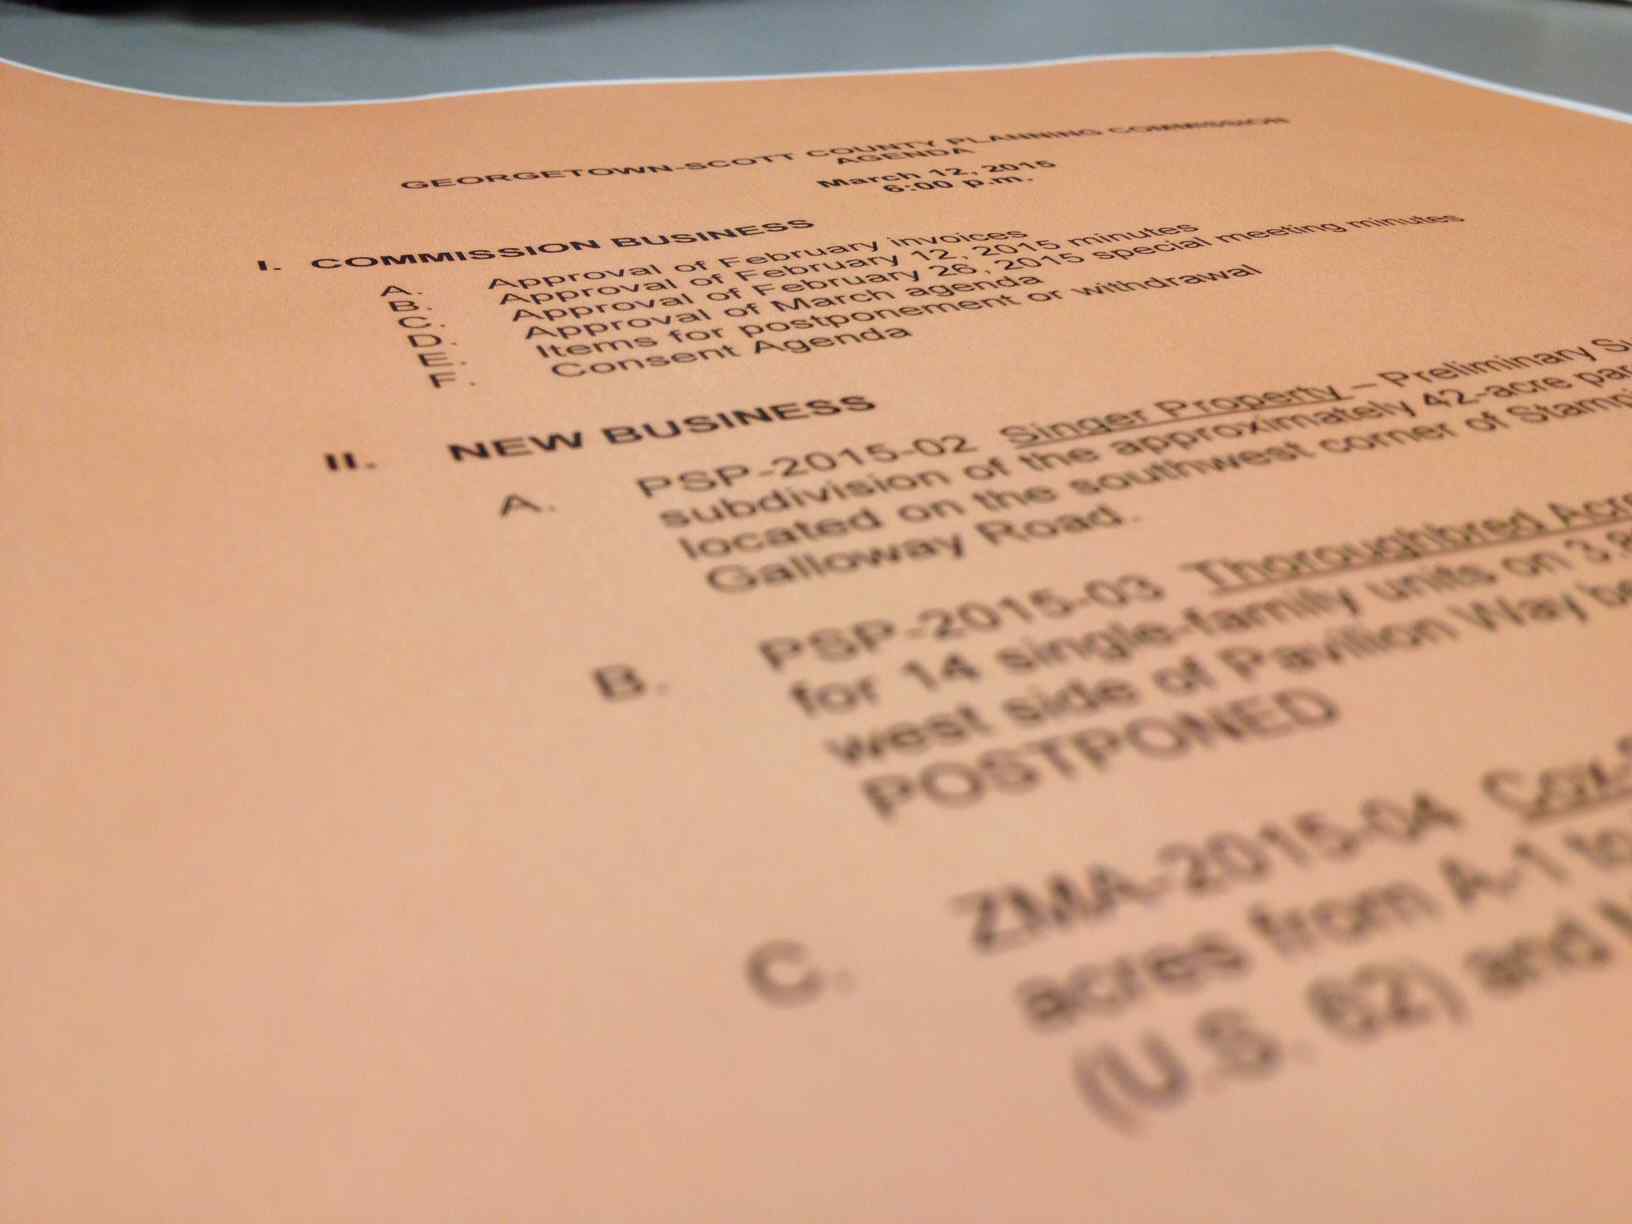 GEORGETOWN-SCOTT COUNTY PLANNING COMMISSION
AGENDA
March 12, 2015
6:00 p.m.
I. COMMISSION BUSINESS
A. Approval of February invoices
B. Approval of February 12, 2015 minutes
C. Approval of February 26, 2015 special meeting minutes
D. Approval of March agenda
E. Items for postponement or withdrawal
F. Consent Agenda
II. NEW BUSINESS
A. PSP-2015-02 Singer Property – Preliminary
subdivision of the approximately 42-acre
located on the southwest corner of
Galloway Road.
B. PSP-2015-03 Thoroughbred
for 14 single-family units on
west side of Pavilion Way
POSTPONED
C. ZMA-2015-04
acres from A-1 to
(U.S. 62) and